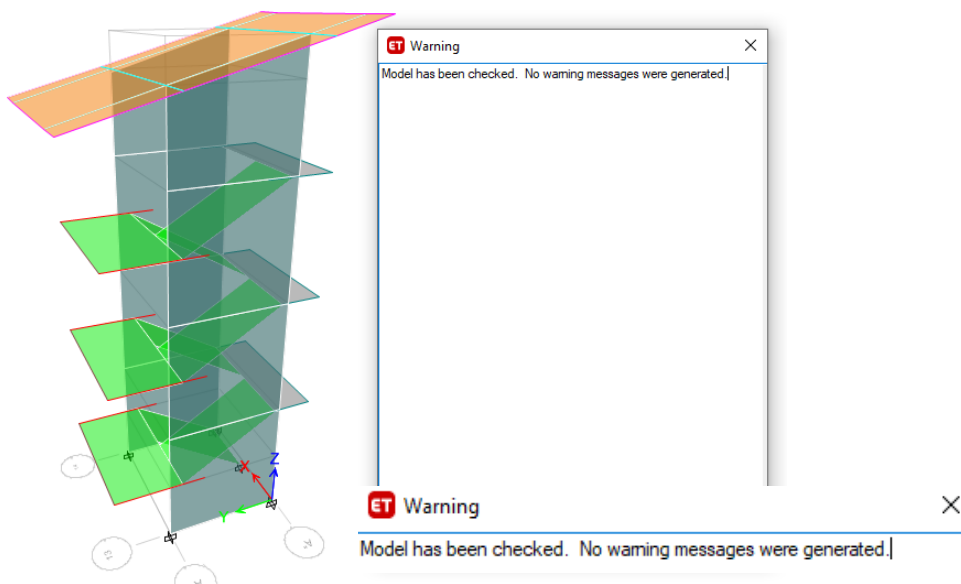 ET Warning
Model has been checked. No warning messages were generated.
Z
X
Y
ET Warning
Model has been checked. No warning messages were generated.